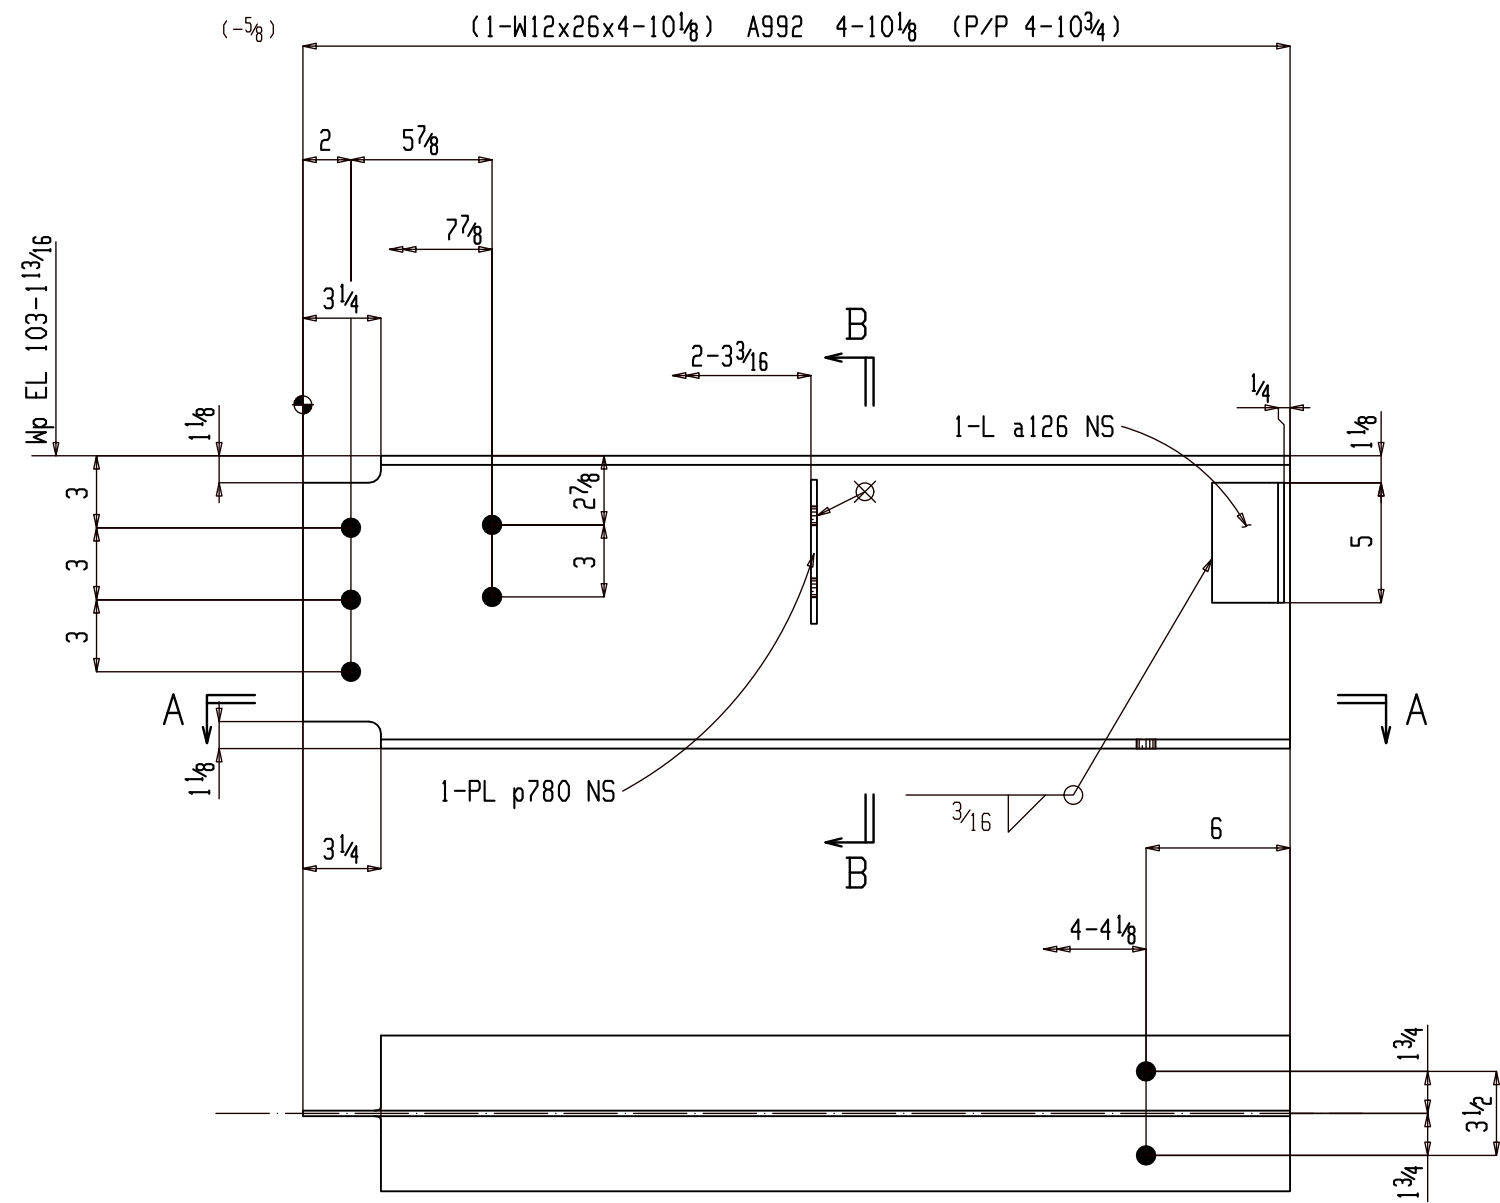 (-5/8)
(1-W12x26x4-10 1/8) A992 4-10 1/8 (P/P 4-10 3/4)
2
5 7/8
7 7/8
Wp EL 103-1 13/16
3 1/4
B
2-3 3/16
1/4
1 1/8
1-L a126 NS
1 1/8
3
2 7/8
3
3
5
3
A
A
1 1/8
1-PL p780 NS
3/16
6
3 1/4
B
4-4 1/8
1 3/4
3 1/2
1 3/4